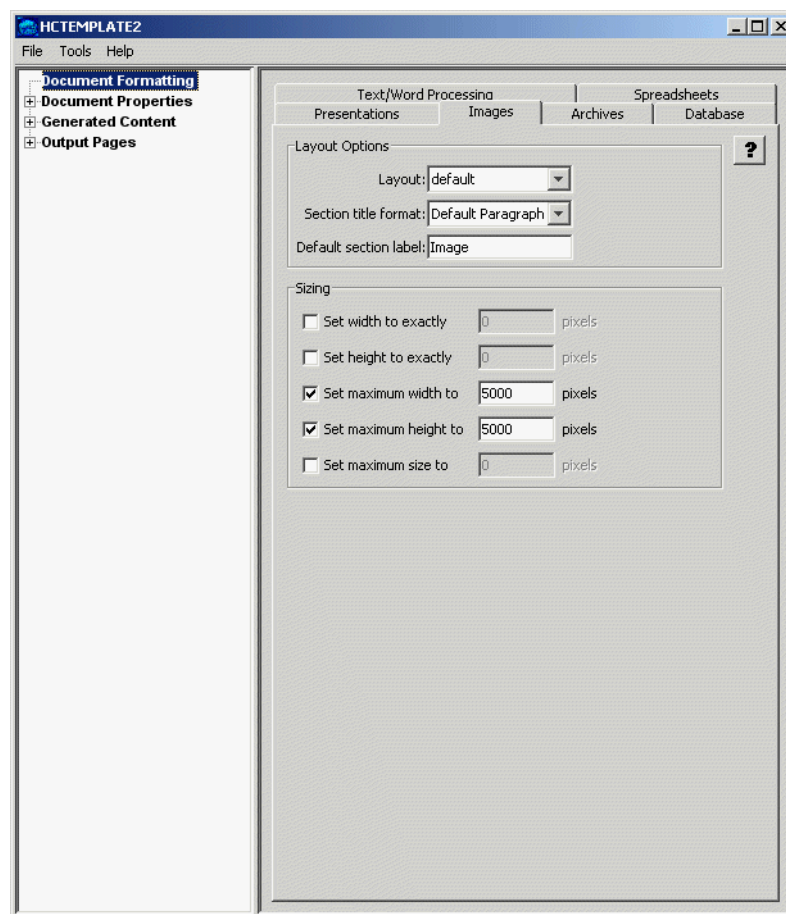 HCTEMPLATE2
File Tools Help
Document Formatting
Document Properties
Generated Content
Output Pages
Text/Word Processing Spreadsheets
Presentations Images Archives Database
Layout Options
?
Layout: default
Section title format: Default Paragraph
Default section label: Image
Sizing
Set width to exactly 0 pixels
Set height to exactly 0 pixels
Set maximum width to 5000 pixels
Set maximum height to 5000 pixels
Set maximum size to 0 pixels